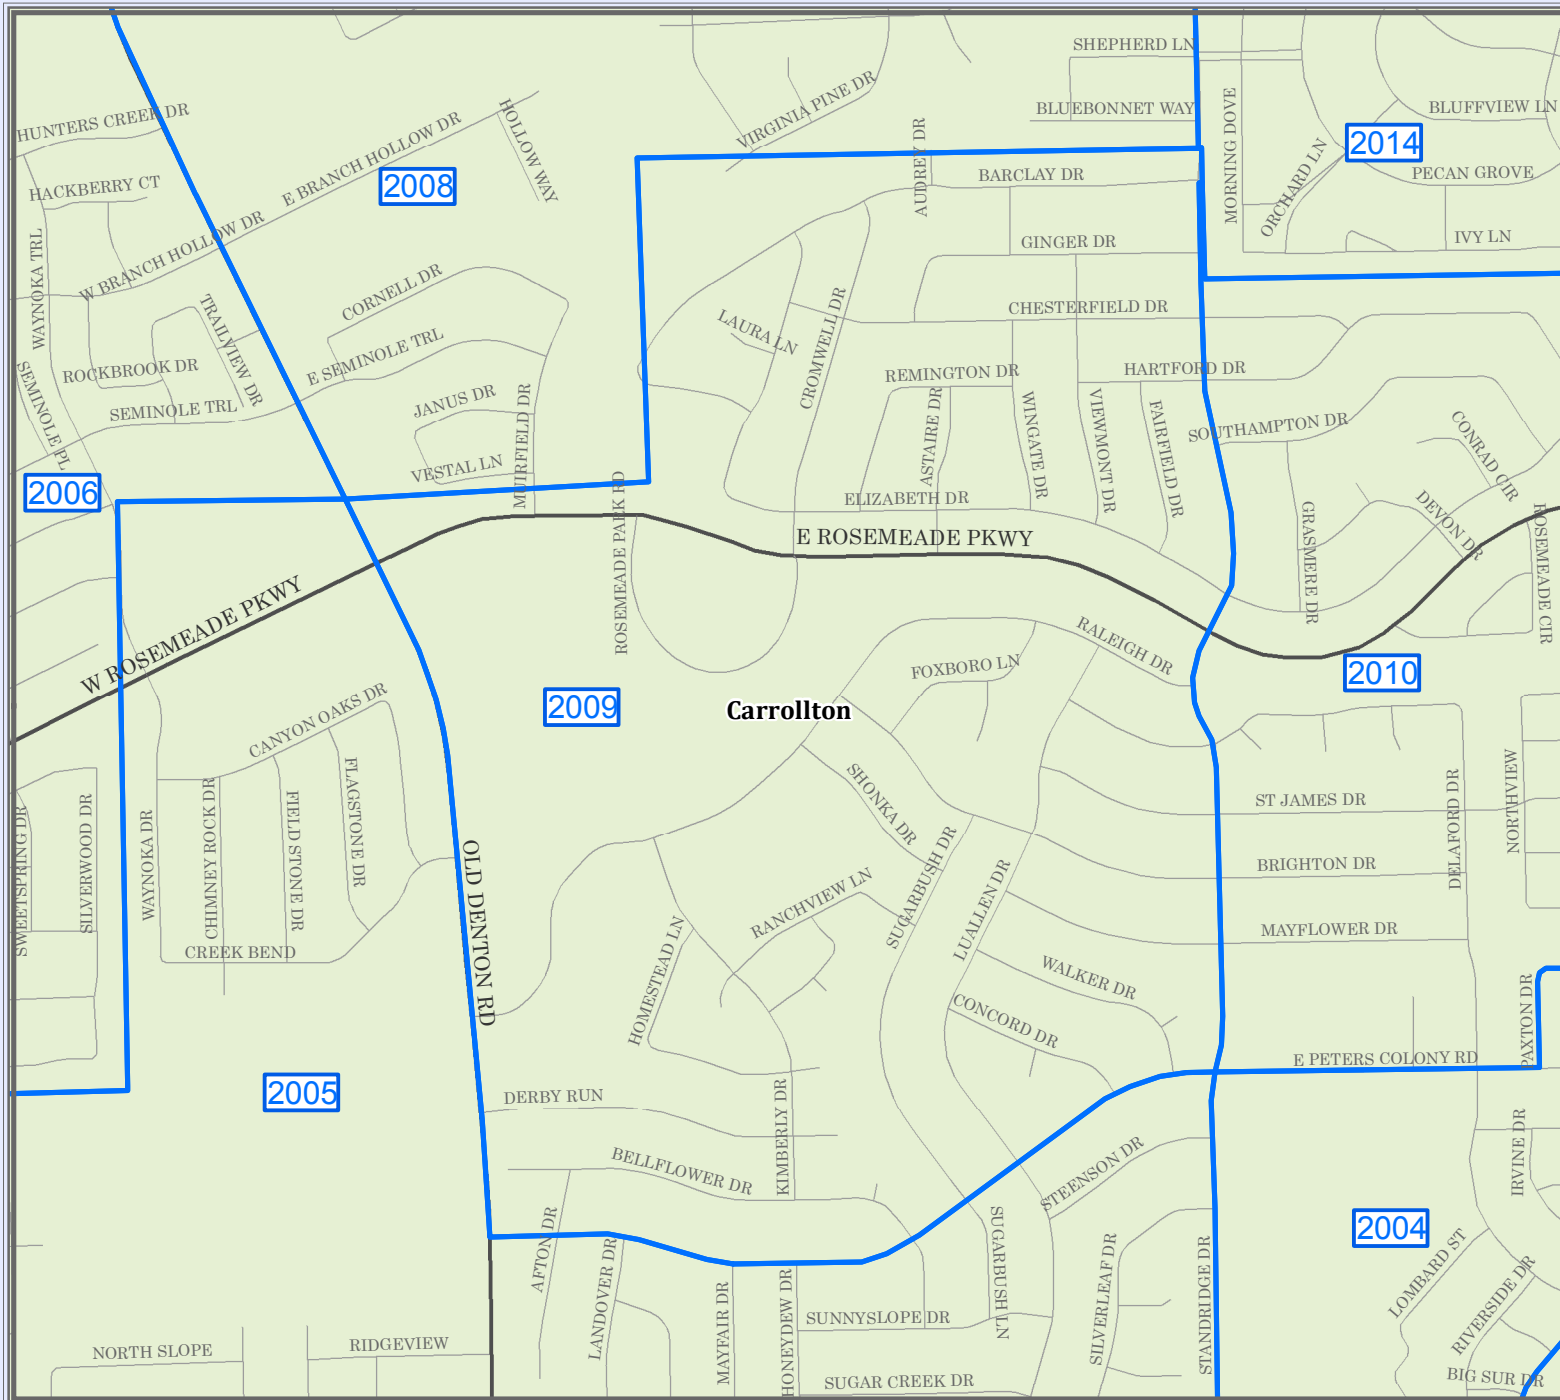 SHEPHERD LN
BLUEBONNET WAY
VIRGINIA PINE DR
HOLLOW WAY
HUNTERS CREEK DR
E BRANCH HOLLOW DR
MORNING DOVE
BLUFFVIEW LN
2014
ORCHARD LN
PECAN GROVE
AUDREY DR
BARCLAY DR
2008
HACKBERRY CT
W BRANCH HOLLOW DR
WAYNOKA TRL
GINGER DR
IVY LN
CORNELL DR
TRAILVIEW DR
LAURA LN
CROMWELL DR
CHESTERFIELD DR
E SEMINOLE TRL
ROCKBROOK DR
SEMINOLE PL
SEMINOLE TRL
REMINGTON DR
HARTFORD DR
JANUS DR
MUIRFIELD DR
ASTAIRE DR
WINGATE DR
VIEWMONT DR
FAIRFIELD DR
SOUTHAMPTON DR
CONRAD CIR
VESTAL LN
2006
ROSEMEADE PARK RD
ELIZABETH DR
GRASMERE DR
DEVON DR
ROSEMEADE CIR
E ROSEMEADE PKWY
W ROSEMEADE PKWY
RALEIGH DR
FOXBORO LN
2010
2009
Carrollton
CANYON OAKS DR
FLAGSTONE DR
SHONKA DR
ST JAMES DR
DELAFORD DR
NORTHVIEW
SWEETSPRING DR
SILVERWOOD DR
WAYNOKA DR
CHIMNEY ROCK DR
FIELD STONE DR
OLD DENTON RD
SUGARBUSH DR
LUALLEN DR
BRIGHTON DR
RANCHVIEW LN
HOMESTEAD LN
MAYFLOWER DR
CREEK BEND
WALKER DR
CONCORD DR
PAXTON DR
E PETERS COLONY RD
2005
DERBY RUN
KIMBERLY DR
BELLFLOWER DR
STEENSON DR
IRVINE DR
2004
AFTON DR
LANDOVER DR
SUGARBUSH LN
SILVERLEAF DR
STANDRIDGE DR
LOMBARD ST
RIVERSIDE DR
MAYFAIR DR
HONEYDEW DR
SUNNYSLOPE DR
NORTH SLOPE
RIDGEVIEW
SUGAR CREEK DR
BIG SUR DR